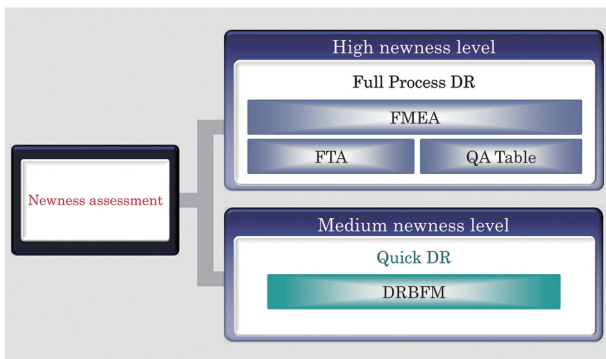 High newness level
Full Process DR
FMEA
FTA
QA Table
Newness assessment
Medium newness level
Quick DR
DRBFM